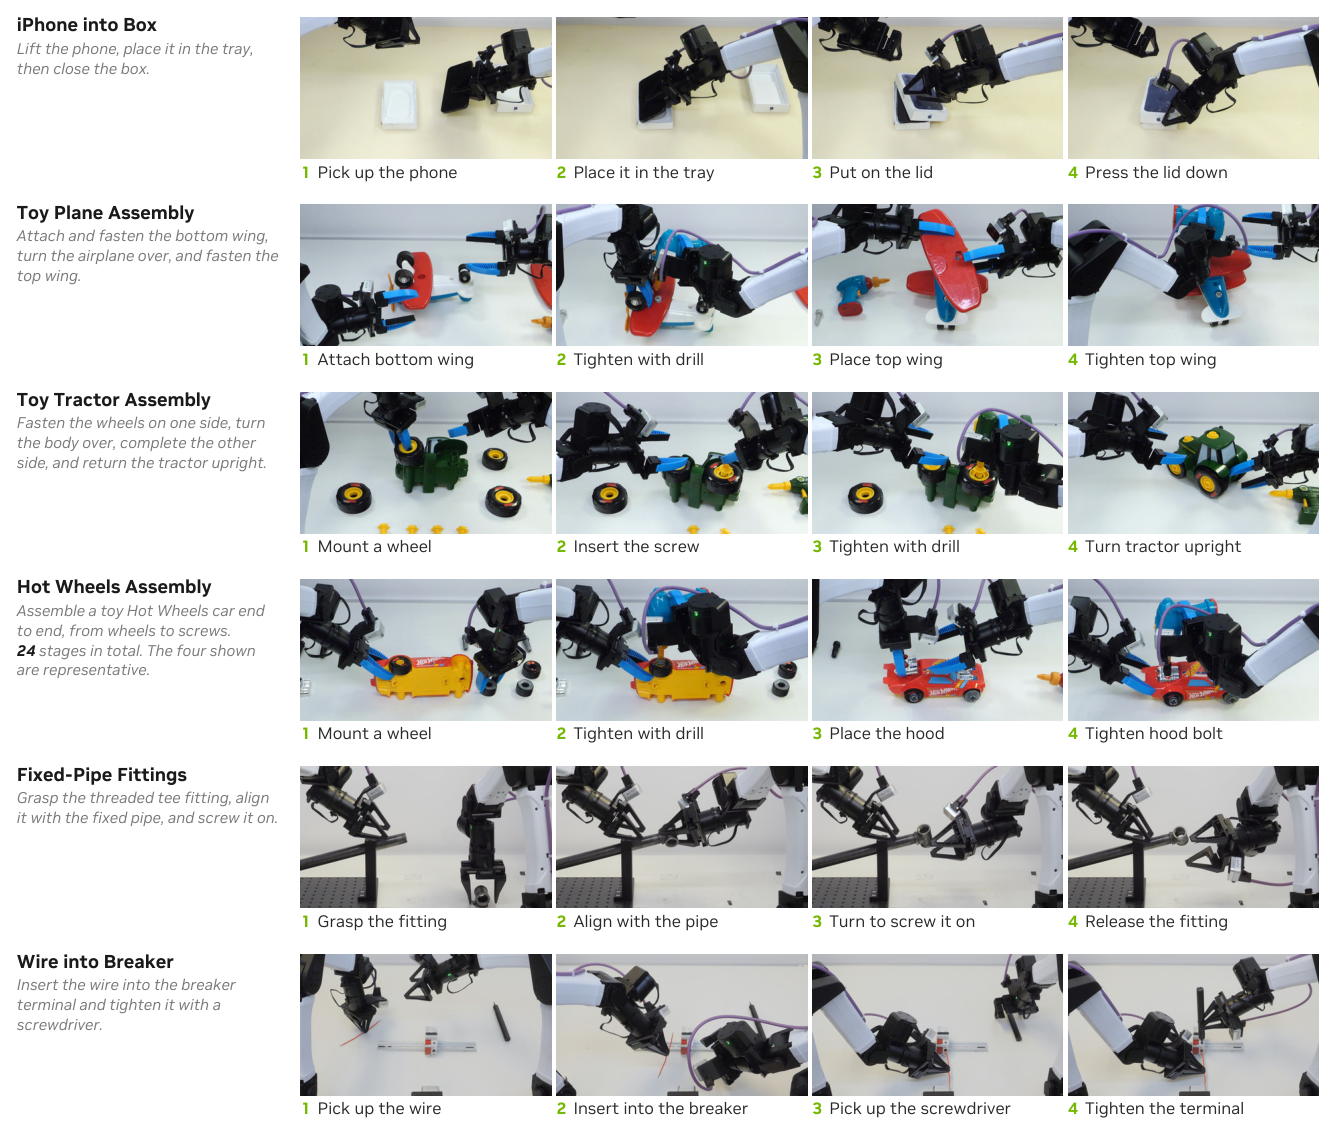 iPhone into Box
Lift the phone, place it in the tray,
then close the box.
1 Pick up the phone
2 Place it in the tray
3 Put on the lid
4 Press the lid down
Toy Plane Assembly
Attach and fasten the bottom wing,
turn the airplane over, and fasten the
top wing.
1 Attach bottom wing
2 Tighten with drill
3 Place top wing
4 Tighten top wing
Toy Tractor Assembly
Fasten the wheels on one side, turn
the body over, complete the other
side, and return the tractor upright.
1 Mount a wheel
2 Insert the screw
3 Tighten with drill
4 Turn tractor upright
Hot Wheels Assembly
Assemble a toy Hot Wheels car end
to end, from wheels to screws.
24 stages in total. The four shown
are representative.
1 Mount a wheel
2 Tighten with drill
3 Place the hood
4 Tighten hood bolt
Fixed-Pipe Fittings
Grasp the threaded tee fitting, align
it with the fixed pipe, and screw it on.
1 Grasp the fitting
2 Align with the pipe
3 Turn to screw it on
4 Release the fitting
Wire into Breaker
Insert the wire into the breaker
terminal and tighten it with a
screwdriver.
1 Pick up the wire
2 Insert into the breaker
3 Pick up the screwdriver
4 Tighten the terminal